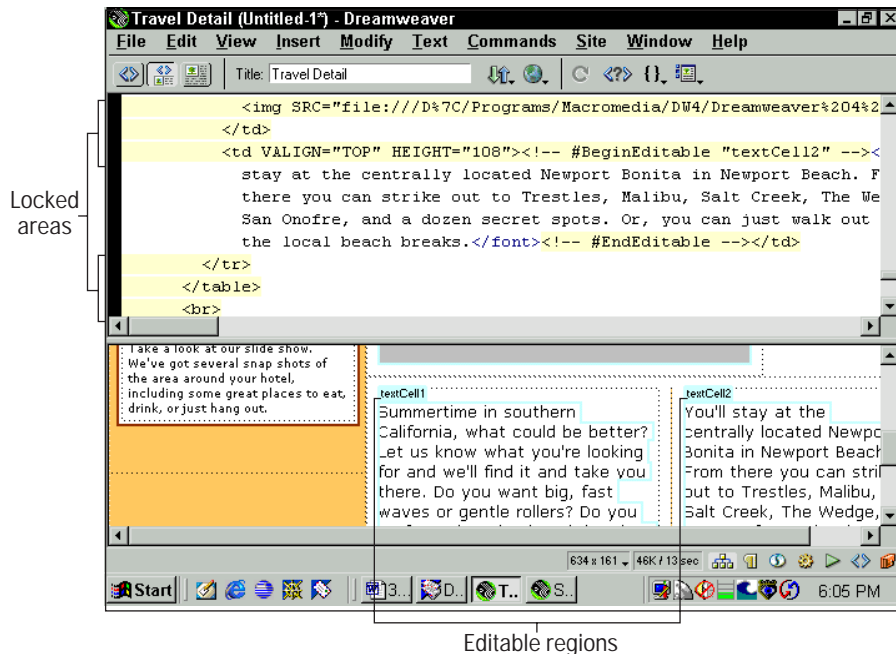 Travel Detail (Untitled-1*) - Dreamweaver
File Edit View Insert Modify Text Commands Site Window Help
Title: Travel Detail
<img SRC="file:///D%7C/Programs/Macromedia/DW4/Dreamweaver%204%2
</td>
<td VALIGN="TOP" HEIGHT="108"><!-- #BeginEditable "textCell2" --><
stay at the centrally located Newport Bonita in Newport Beach. F
there you can strike out to Trestles, Malibu, Salt Creek, The We
San Onofre, and a dozen secret spots. Or, you can just walk out
the local beach breaks.</font><!-- #EndEditable --></td>
</tr>
</table>
<br>
Locked
areas
Take a look at our slide show.
We've got several snap shots of
the area around your hotel,
including some great places to eat,
drink, or just hang out.
textCell1
Summertime in southern
California, what could be better?
Let us know what you're looking
for and we'll find it and take you
there. Do you want big, fast
waves or gentle rollers? Do you
textCell2
You'll stay at the
centrally located Newpo
Bonita in Newport Beach
From there you can stri
out to Trestles, Malibu,
Salt Creek, The Wedge,
634 x 161 46K / 13 sec
Start 3... D.. T.. S.. 6:05 PM
Editable regions